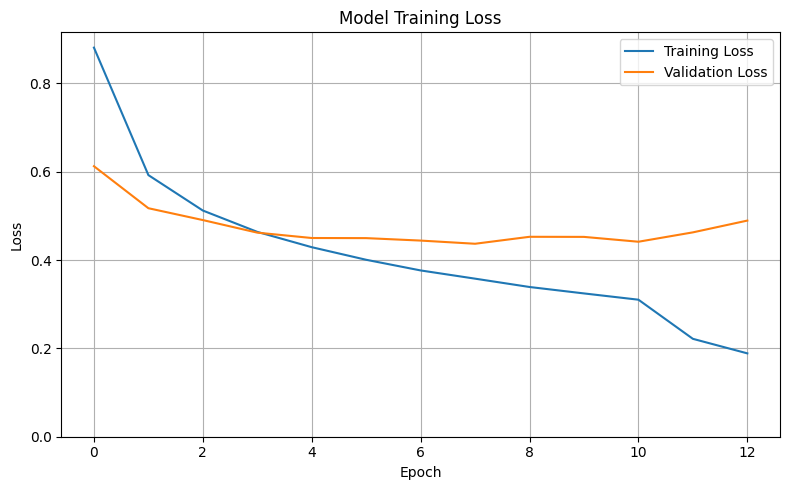 Model Training Loss
Training Loss
Validation Loss
0.8
0.6
0.4
0.2
0.0
Loss
0 2 4 6 8 10 12
Epoch